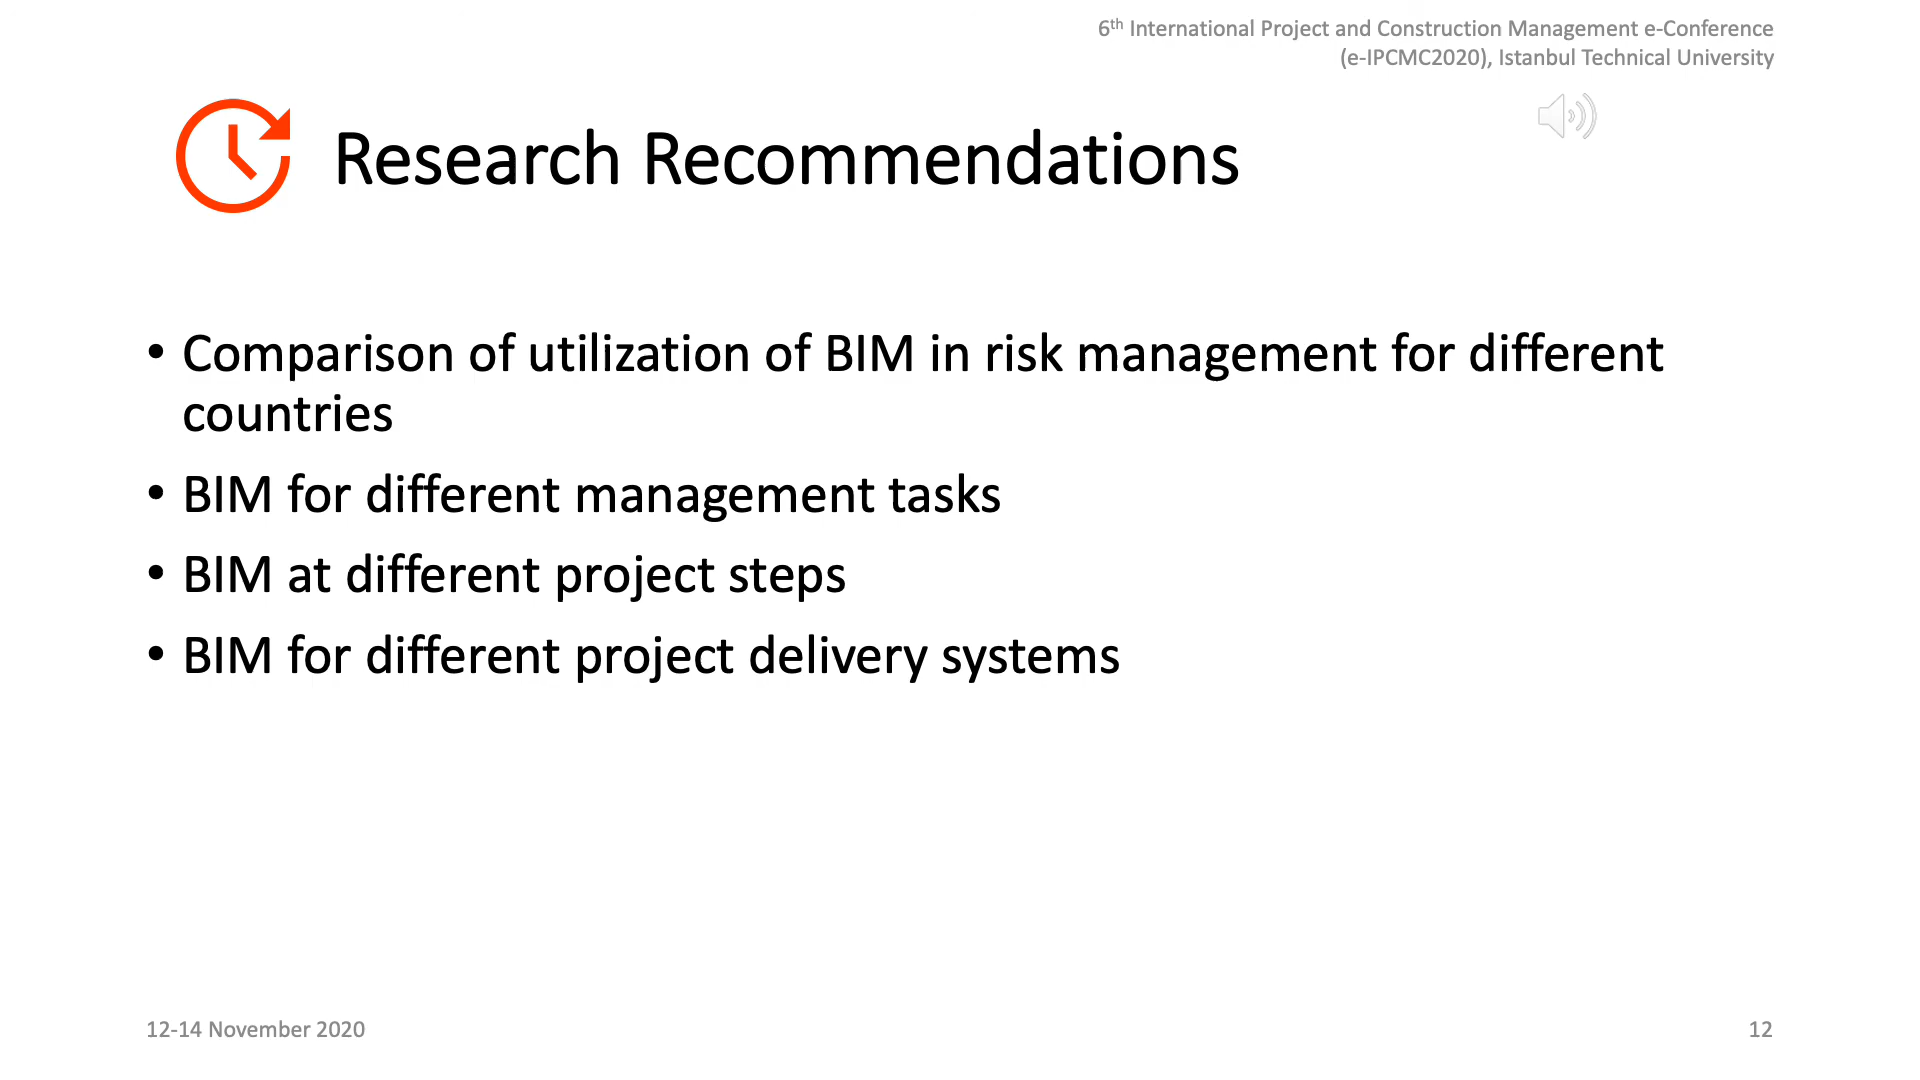 6th International Project and Construction Management e-Conference
(e-IPCMC2020), Istanbul Technical University
Research Recommendations
• Comparison of utilization of BIM in risk management for different
countries
• BIM for different management tasks
• BIM at different project steps
• BIM for different project delivery systems
12-14 November 2020
12